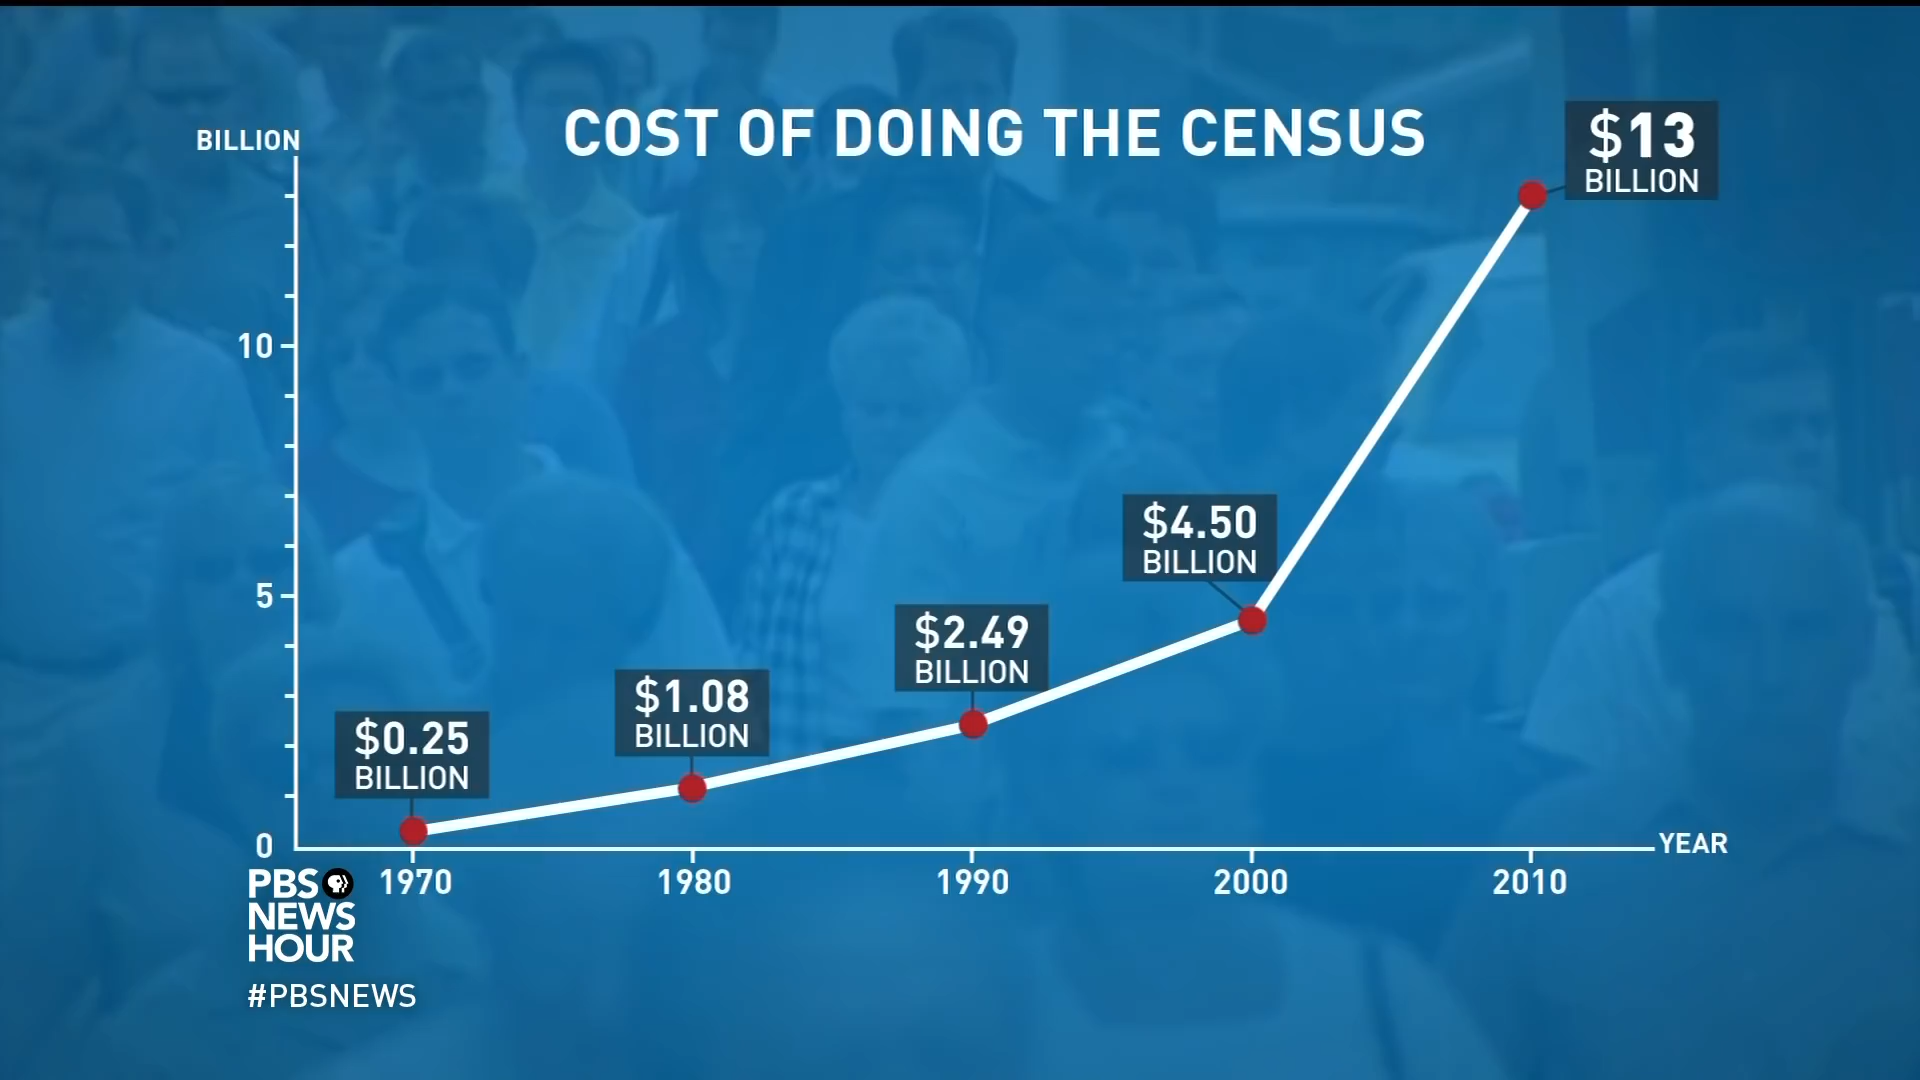 COST OF DOING THE CENSUS
BILLION
$13
BILLION
10
$4.50
BILLION
5
$2.49
BILLION
$1.08
BILLION
$0.25
BILLION
0
YEAR
1970 1980 1990 2000 2010
PBS
NEWS
HOUR
#PBSNEWS